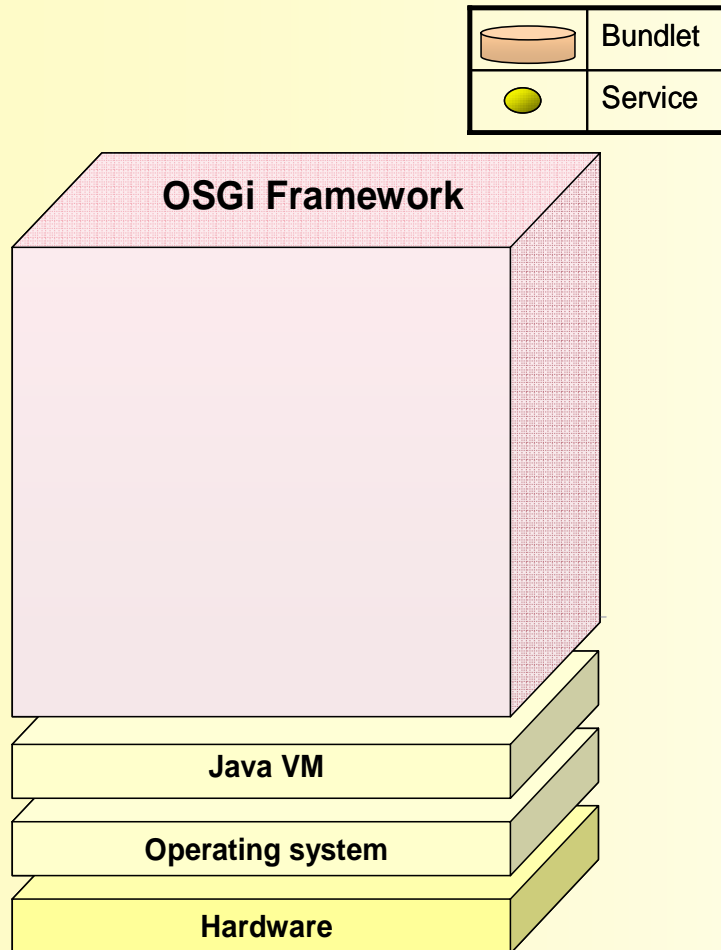 Bundlet
Service
OSGi Framework
Java VM
Operating system
Hardware